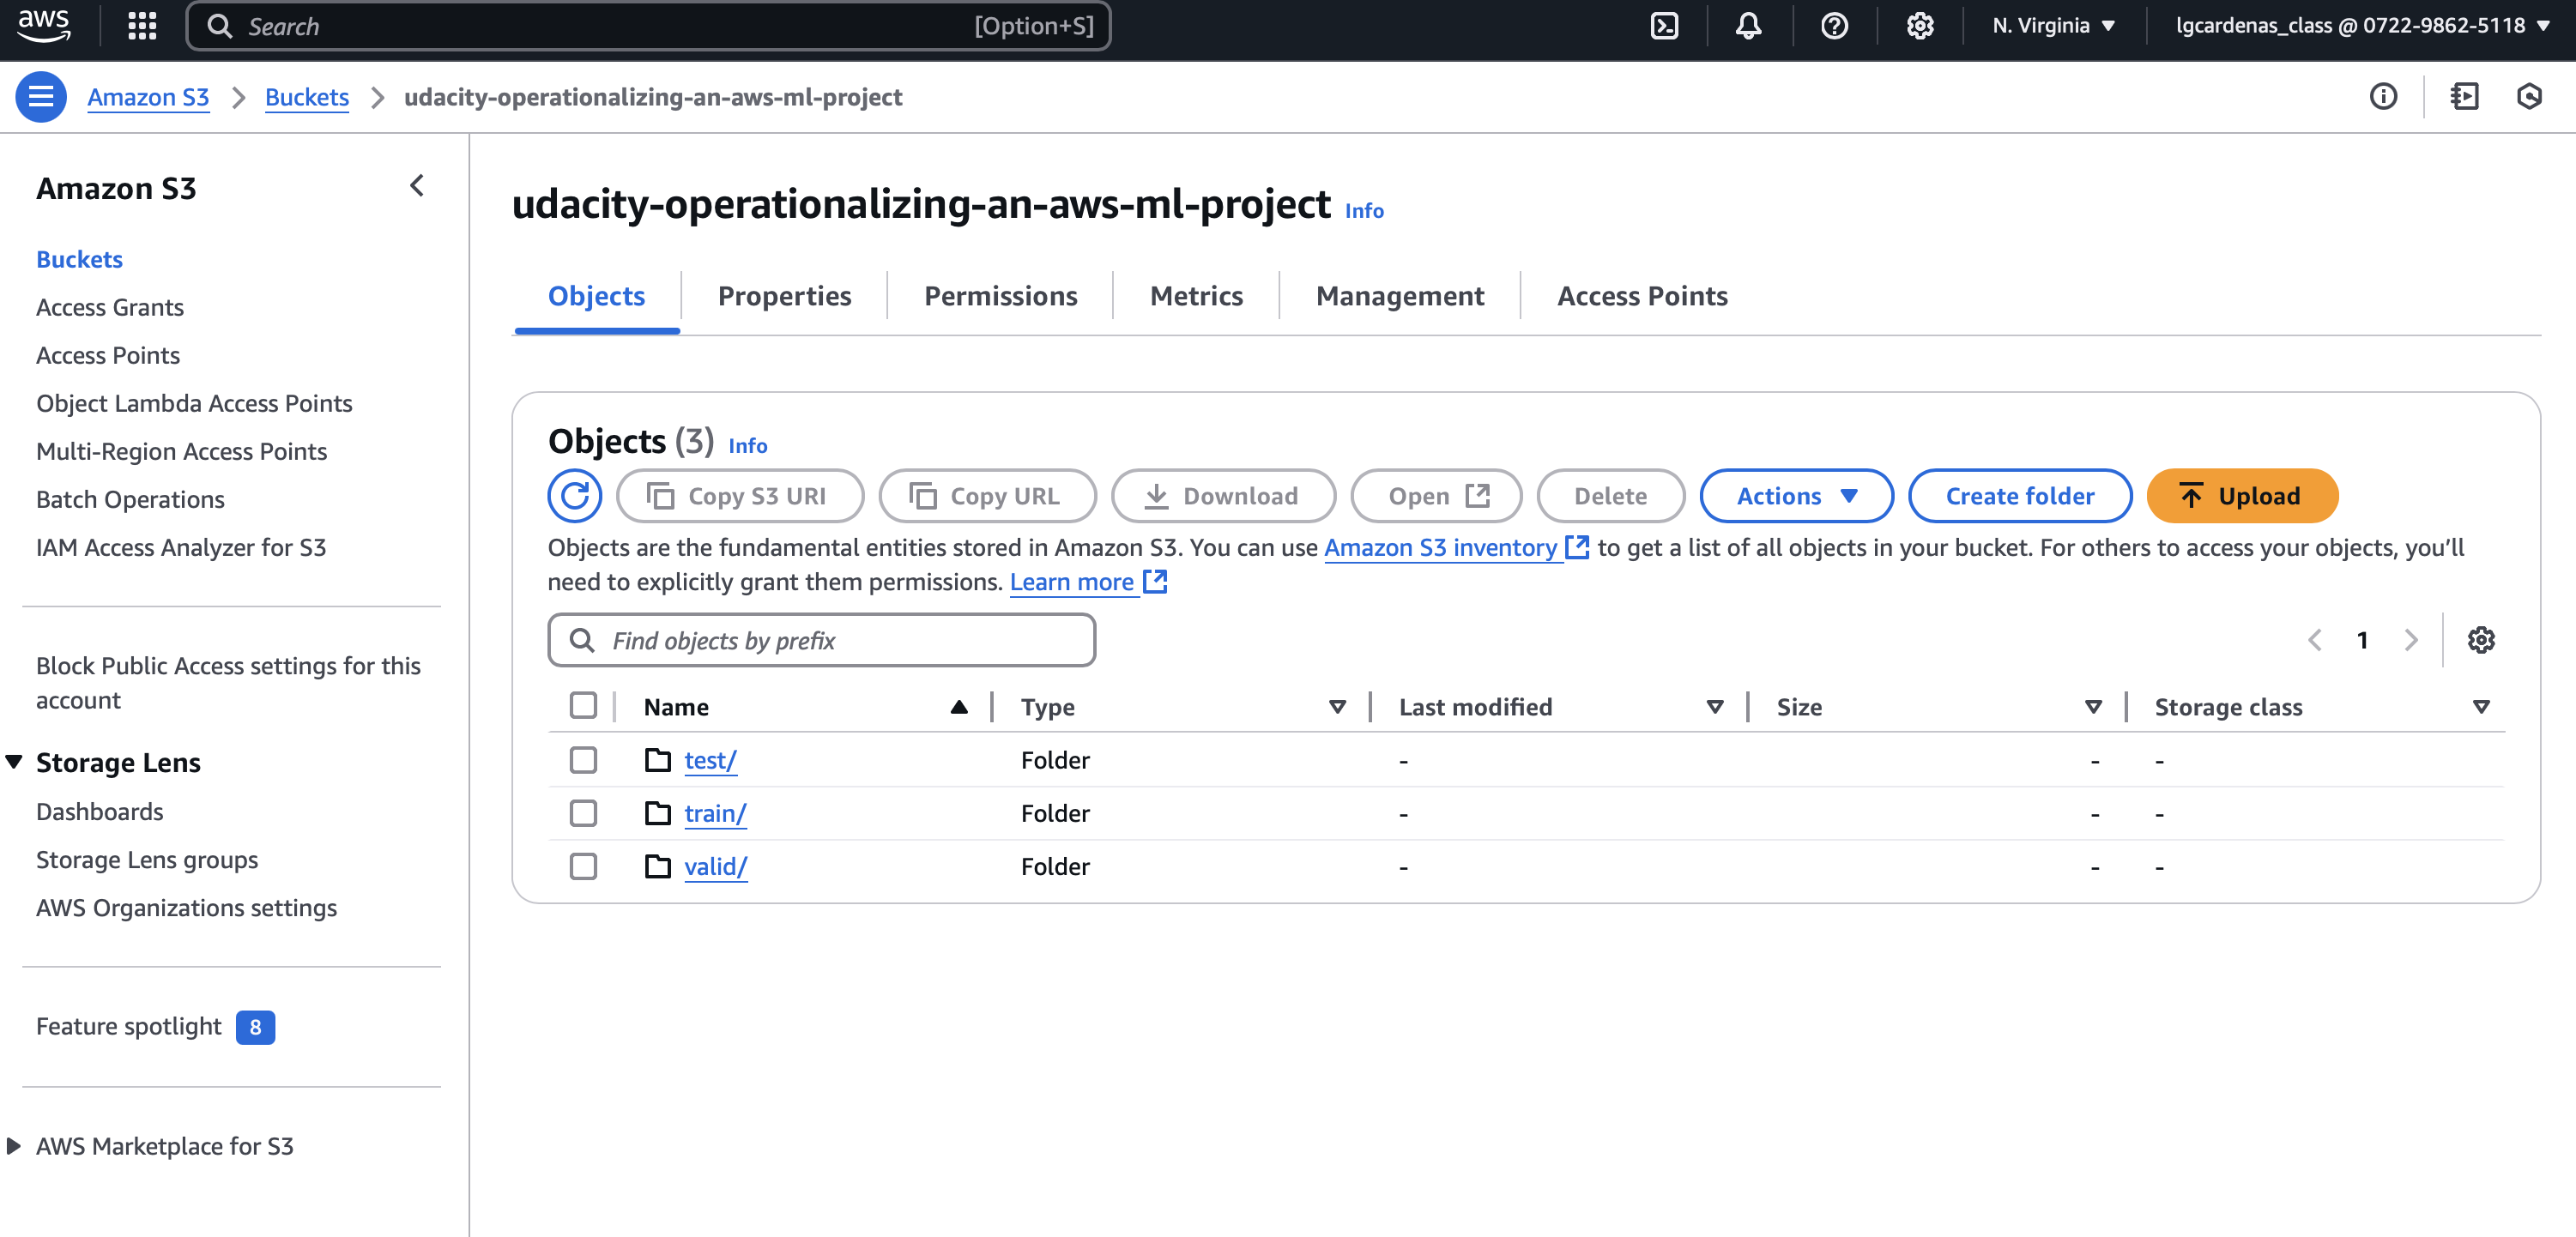 aws
Search
[Option+S]
N. Virginia
lgcardenas_class @ 0722-9862-5118
Amazon S3
Buckets
udacity-operationalizing-an-aws-ml-project
Amazon S3
Buckets
Access Grants
Access Points
Object Lambda Access Points
Multi-Region Access Points
Batch Operations
IAM Access Analyzer for S3
Block Public Access settings for this
account
Storage Lens
Dashboards
Storage Lens groups
AWS Organizations settings
Feature spotlight 8
AWS Marketplace for S3
udacity-operationalizing-an-aws-ml-project Info
Objects Properties Permissions Metrics Management Access Points
Objects (3) Info
Copy S3 URI Copy URL Download Open Delete Actions Create folder Upload
Objects are the fundamental entities stored in Amazon S3. You can use Amazon S3 inventory to get a list of all objects in your bucket. For others to access your objects, you’ll
need to explicitly grant them permissions. Learn more
Find objects by prefix
1
Name Type Last modified Size Storage class
test/ Folder - - -
train/ Folder - - -
valid/ Folder - - -